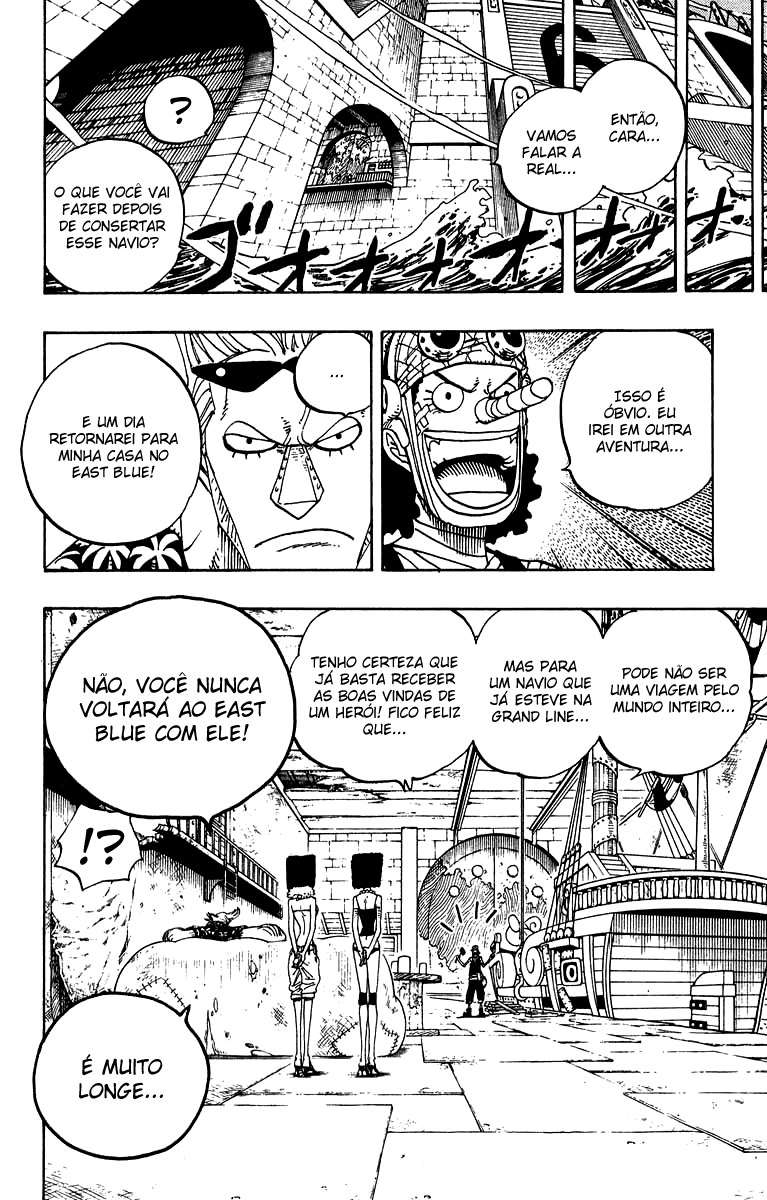 ENTÃO,
CARA...
VAMOS
FALAR A
REAL...
?
O QUE VOCÊ VAI
FAZER DEPOIS
DE CONSERTAR
ESSE NAVIO?
ゴオオオオオオオ
ISSO É
ÓBVIO. EU
IREI EM OUTRA
AVENTURA...
...
E UM DIA
RETORNAREI PARA
MINHA CASA NO
EAST BLUE!
PODE NÃO SER
UMA VIAGEM PELO
MUNDO INTEIRO...
MAS PARA
UM NAVIO QUE
JÁ ESTEVE NA
GRAND LINE...
TENHO CERTEZA QUE
JÁ BASTA RECEBER
AS BOAS VINDAS DE
UM HERÓI! FICO FELIZ
QUE...
NÃO, VOCÊ NUNCA
VOLTARÁ AO EAST
BLUE COM ELE!
!?
É MUITO
LONGE...